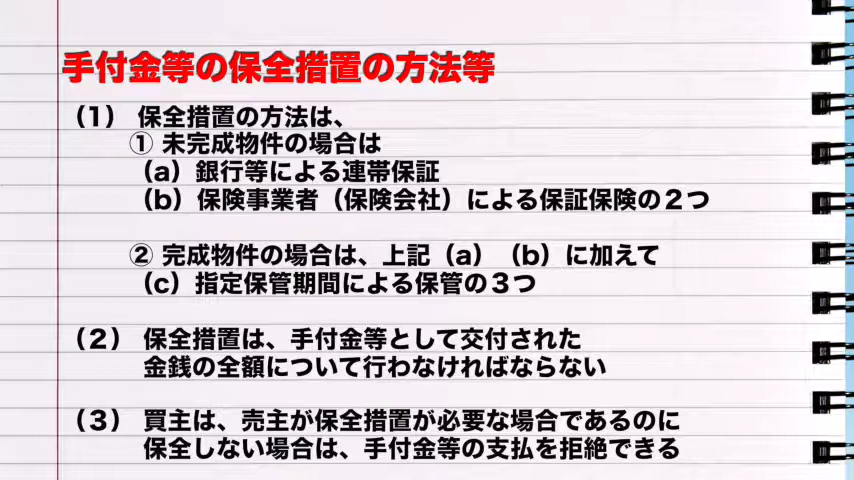 手付金等の保全措置の方法等
（1） 保全措置の方法は、
① 未完成物件の場合は
（a）銀行等による連帯保証
（b）保険事業者（保険会社）による保証保険の２つ
② 完成物件の場合は、上記（a）（b）に加えて
（c）指定保管期間による保管の３つ
（２） 保全措置は、手付金等として交付された
金銭の全額について行わなければならない
（３） 買主は、売主が保全措置が必要な場合であるのに
保全しない場合は、手付金等の支払を拒絶できる